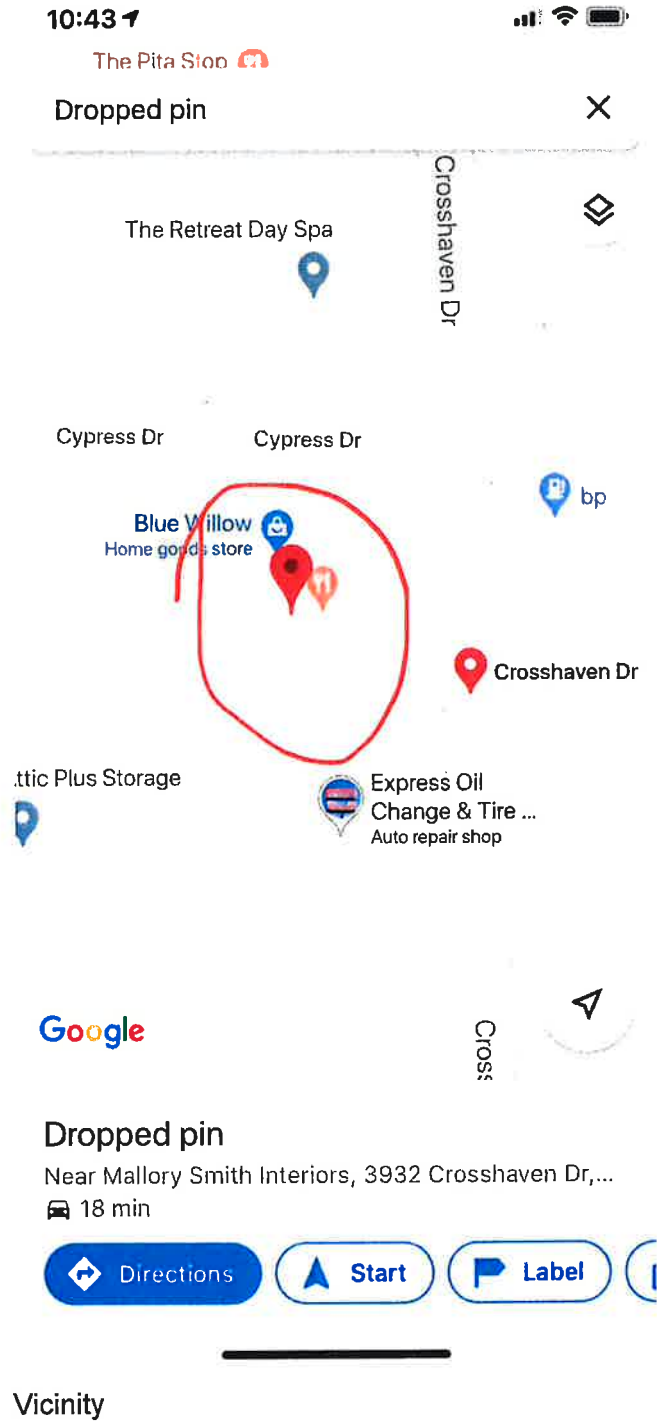 10:43
The Pita Stop
Dropped pin
Crosshaven Dr
The Retreat Day Spa
Cypress Dr
Cypress Dr
bp
Blue Willow
Home goods store
Crosshaven Dr
ttic Plus Storage
Express Oil
Change & Tire ...
Auto repair shop
Google
Cross
Dropped pin
Near Mallory Smith Interiors, 3932 Crosshaven Dr,...
18 min
Directions
Start
Label
Vicinity